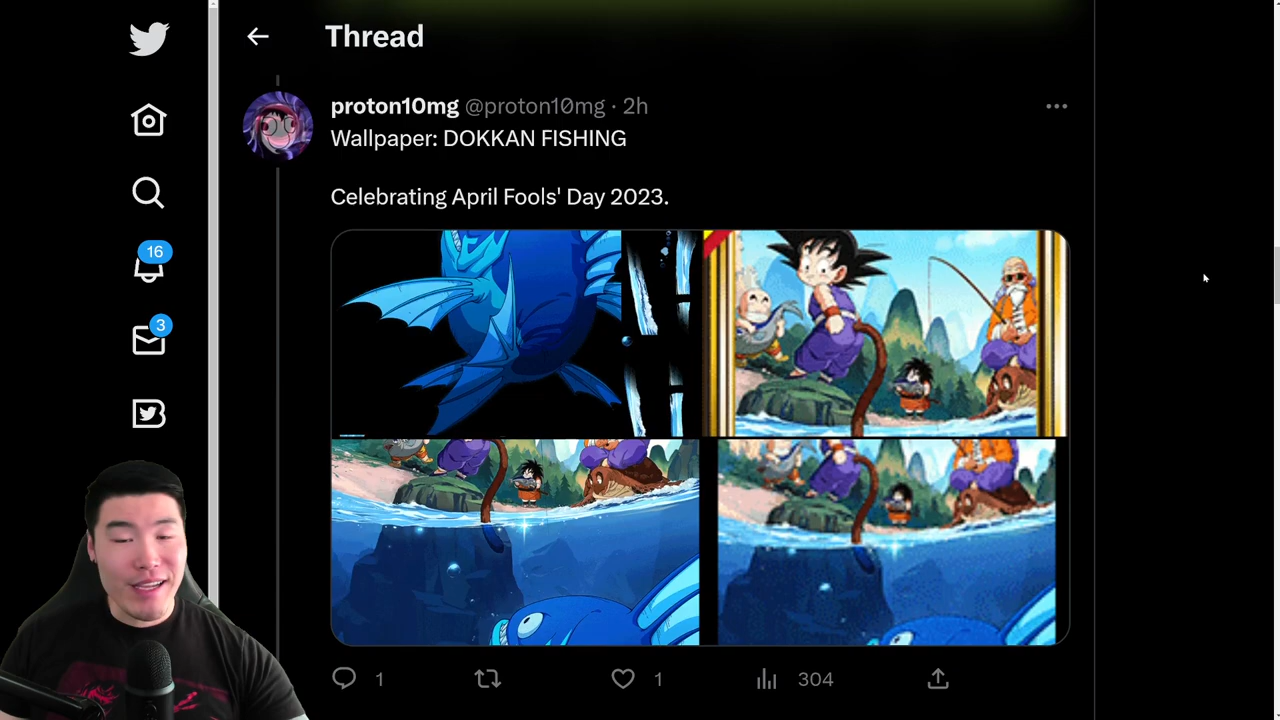 Thread
proton10mg @proton10mg · 2h
Wallpaper: DOKKAN FISHING
Celebrating April Fools' Day 2023.
16
3
1
1
304